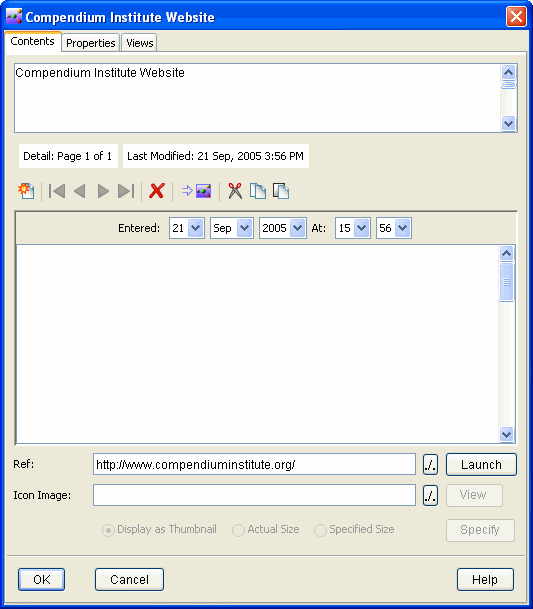 Compendium Institute Website
Contents Properties Views
Compendium Institute Website
Detail: Page 1 of 1 Last Modified: 21 Sep, 2005 3:56 PM
Entered: 21 Sep 2005 At: 15 56
Ref: http://www.compendiuminstitute.org/ ./. Launch
Icon Image: ./. View
Display as Thumbnail Actual Size Specified Size Specify
OK Cancel Help